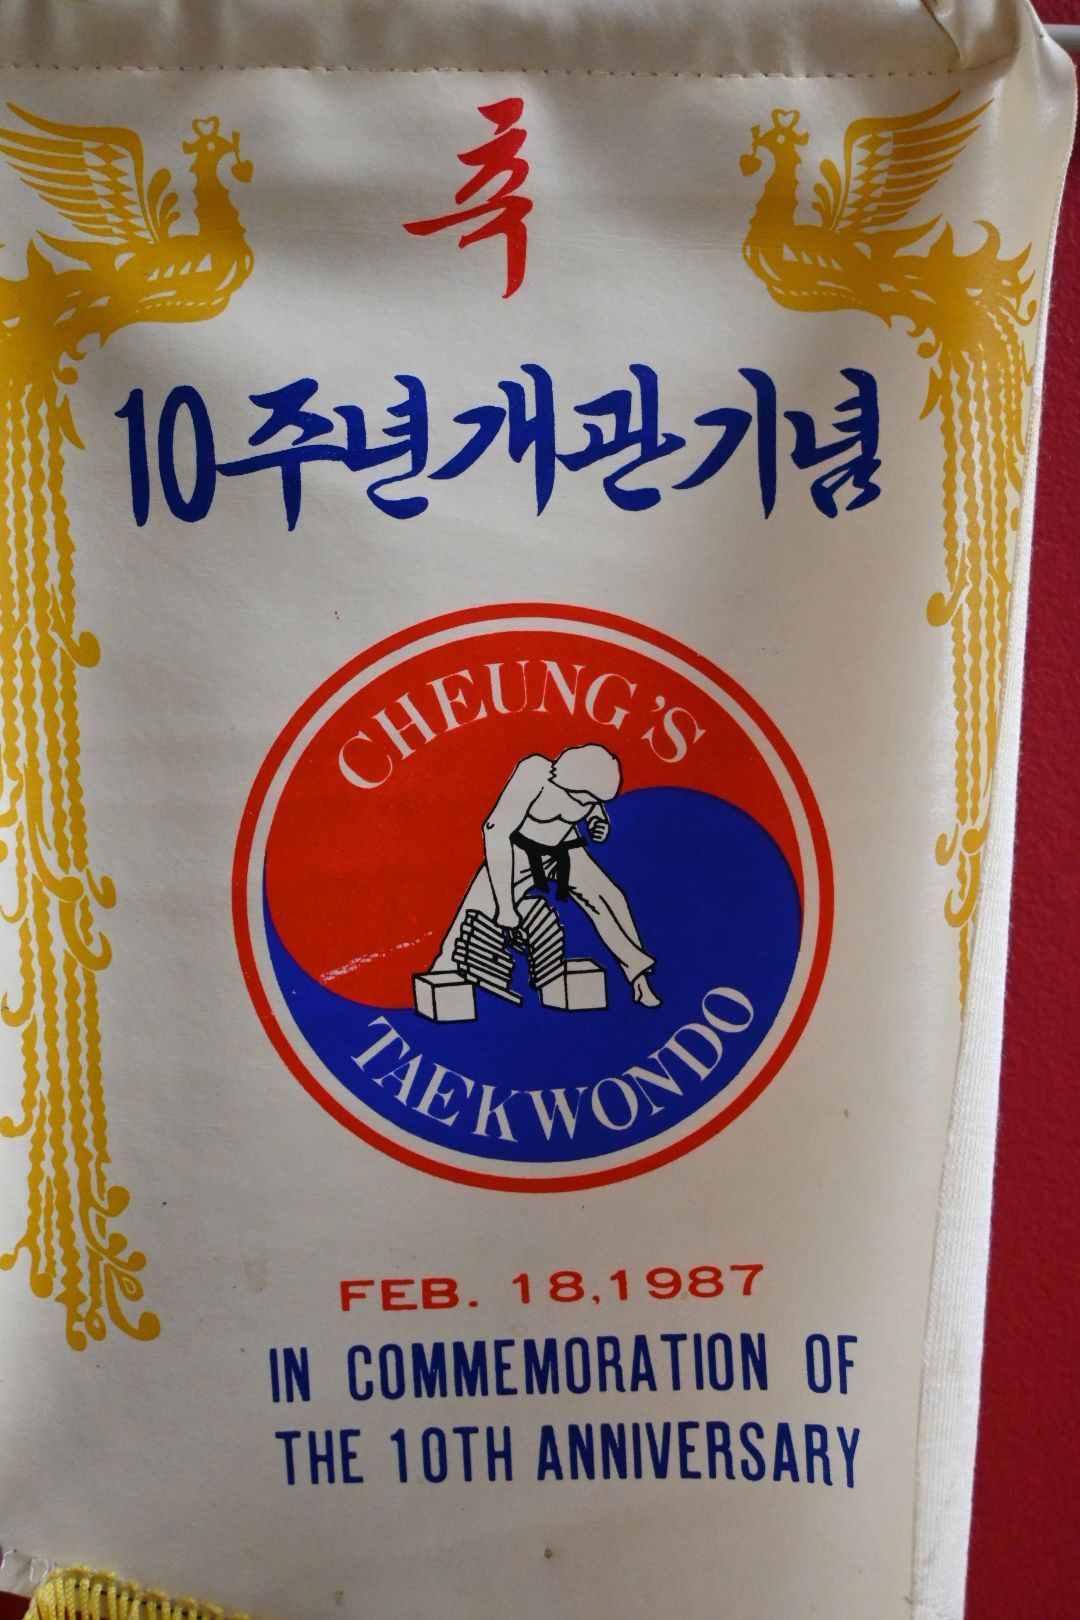 축
10주년개관기념
CHEUNG'S
TAEKWONDO
FEB. 18,1987
IN COMMEMORATION OF
THE 10TH ANNIVERSARY